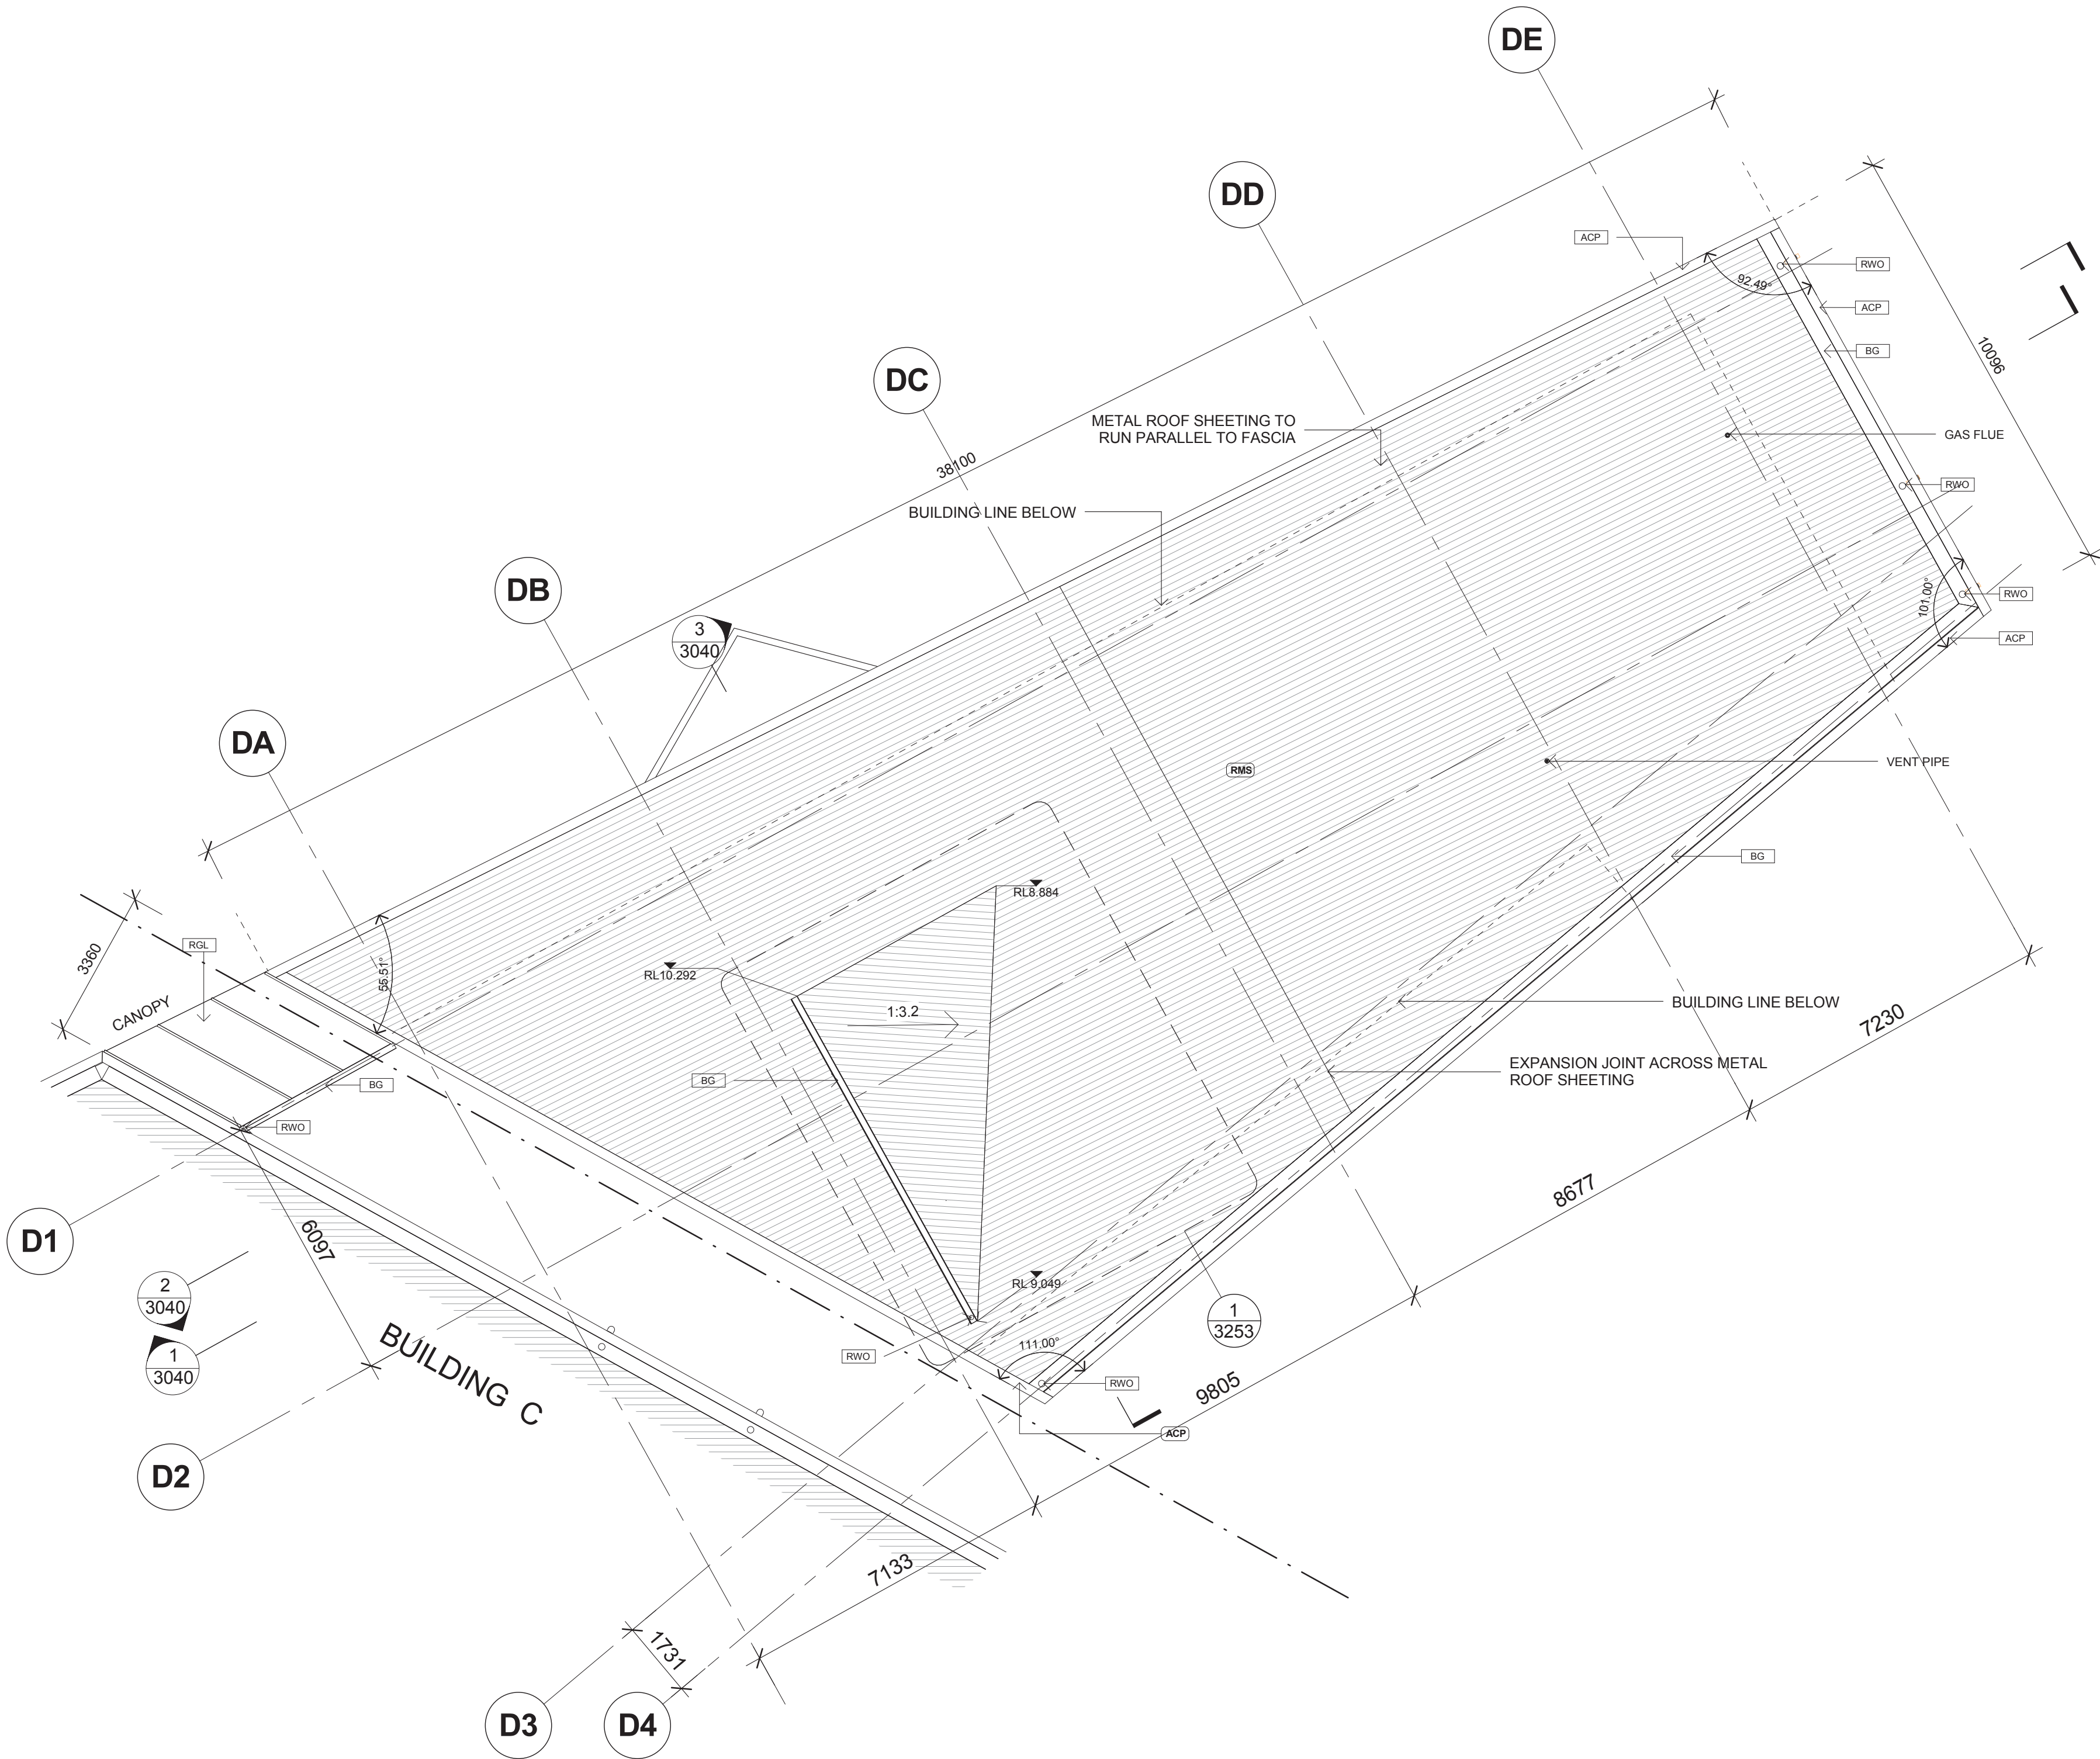 DE
DD
ACP
RWO
92.49°
ACP
10096
BG
DC
METAL ROOF SHEETING TO
RUN PARALLEL TO FASCIA
GAS FLUE
38100
RWO
BUILDING LINE BELOW
DB
101.00°
RWO
3
3040
ACP
DA
RMS
VENT PIPE
BG
RL8.884
RGL
3360
55.51°
RL10.292
CANOPY
1:3.2
BUILDING LINE BELOW
7230
EXPANSION JOINT ACROSS METAL
ROOF SHEETING
BG
BG
RWO
8677
D1
6097
RL 9.049
2
3040
1
3253
BUILDING C
111.00°
RWO
1
3040
RWO
9805
ACP
D2
7133
1731
D3
D4